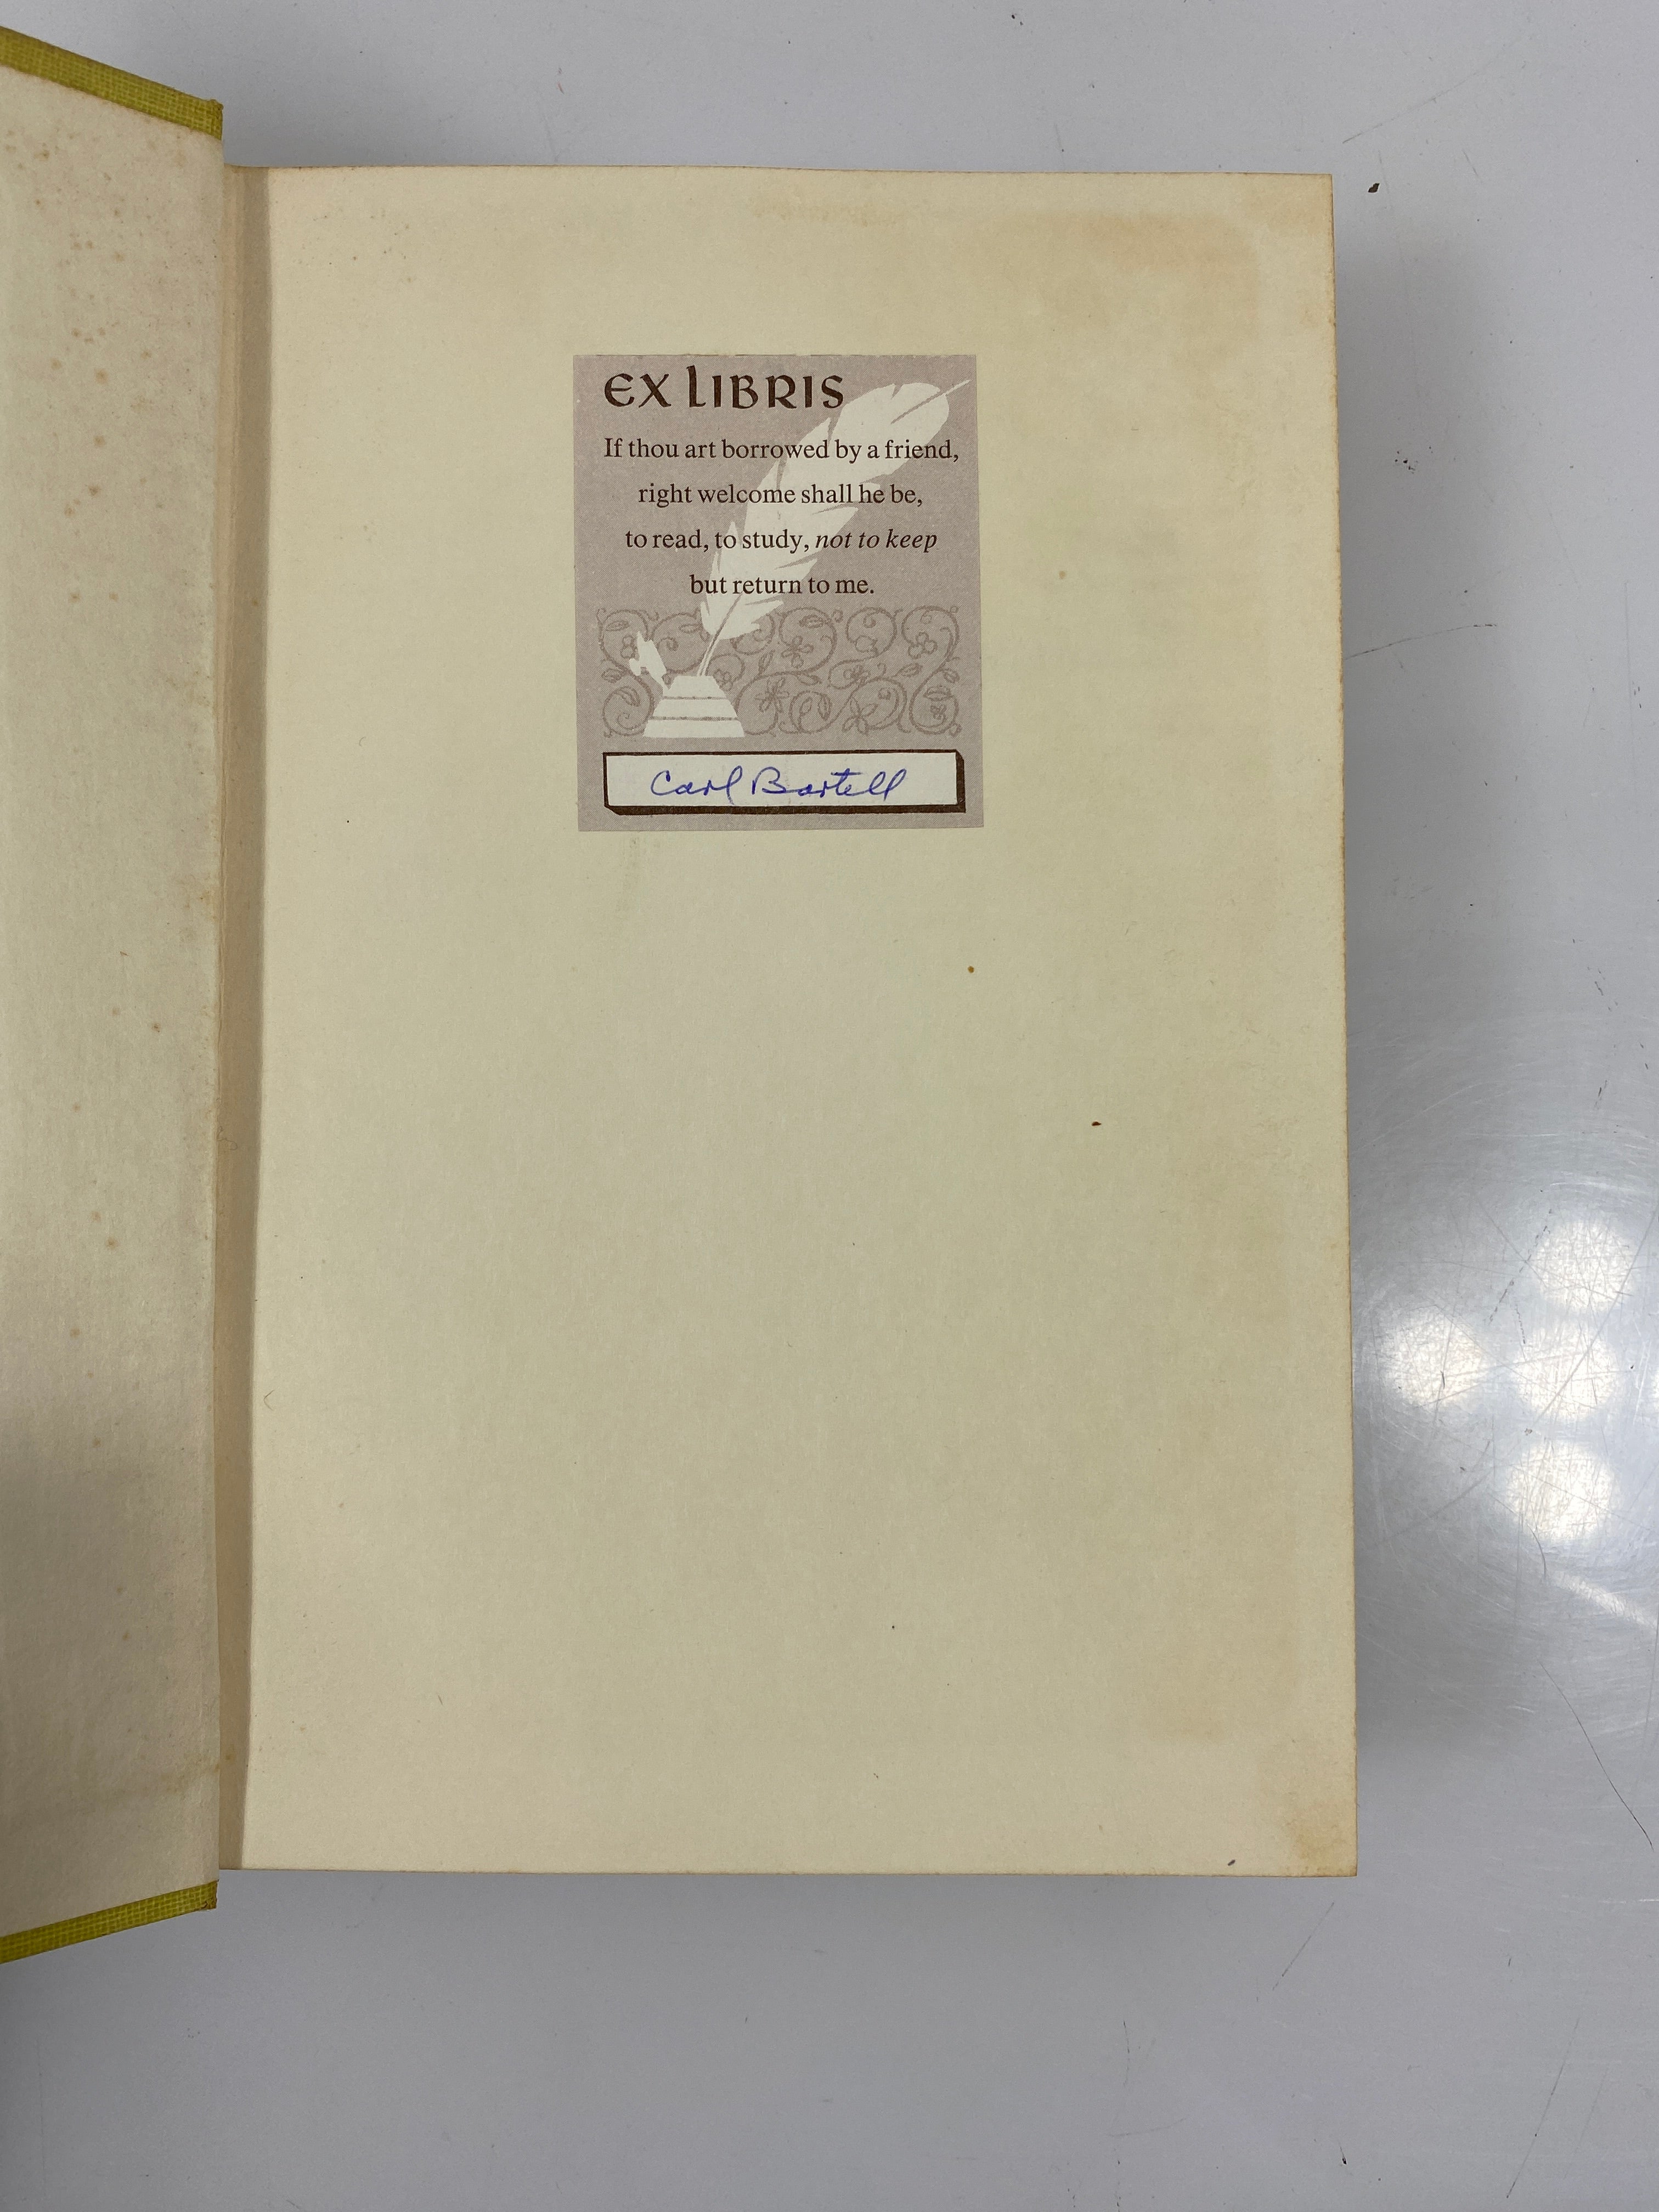 EX LIBRIS
If thou art borrowed by a friend,
right welcome shall he be,
to read, to study, not to keep
but return to me.
Carl Bartell